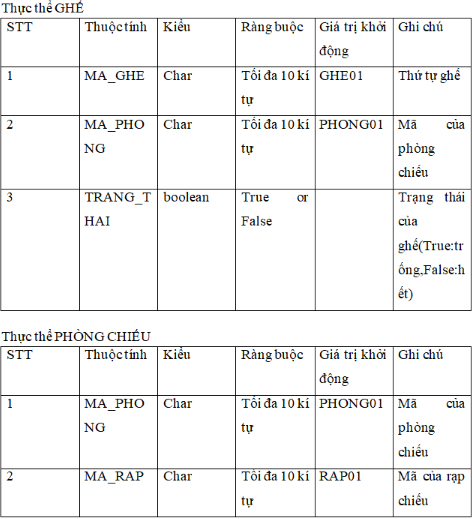 Thực thể GHẾ
STT Thuộc tính Kiểu Ràng buộc Giá trị khởi
động Ghi chú
1 MA_GHE Char Tối đa 10 kí
tự GHE01 Thứ tự ghế
2 MA_PHO
NG Char Tối đa 10 kí
tự PHONG01 Mã của
phòng
chiếu
3 TRANG_T
HAI boolean True or
False Trạng thái
của
ghế(True:tr
ống,False:h
ết)
Thực thể PHÒNG CHIẾU
STT Thuộc tính Kiểu Ràng buộc Giá trị khởi
động Ghi chú
1 MA_PHO
NG Char Tối đa 10 kí
tự PHONG01 Mã của
phòng
chiếu
2 MA_RAP Char Tối đa 10 kí
tự RAP01 Mã của rạp
chiếu